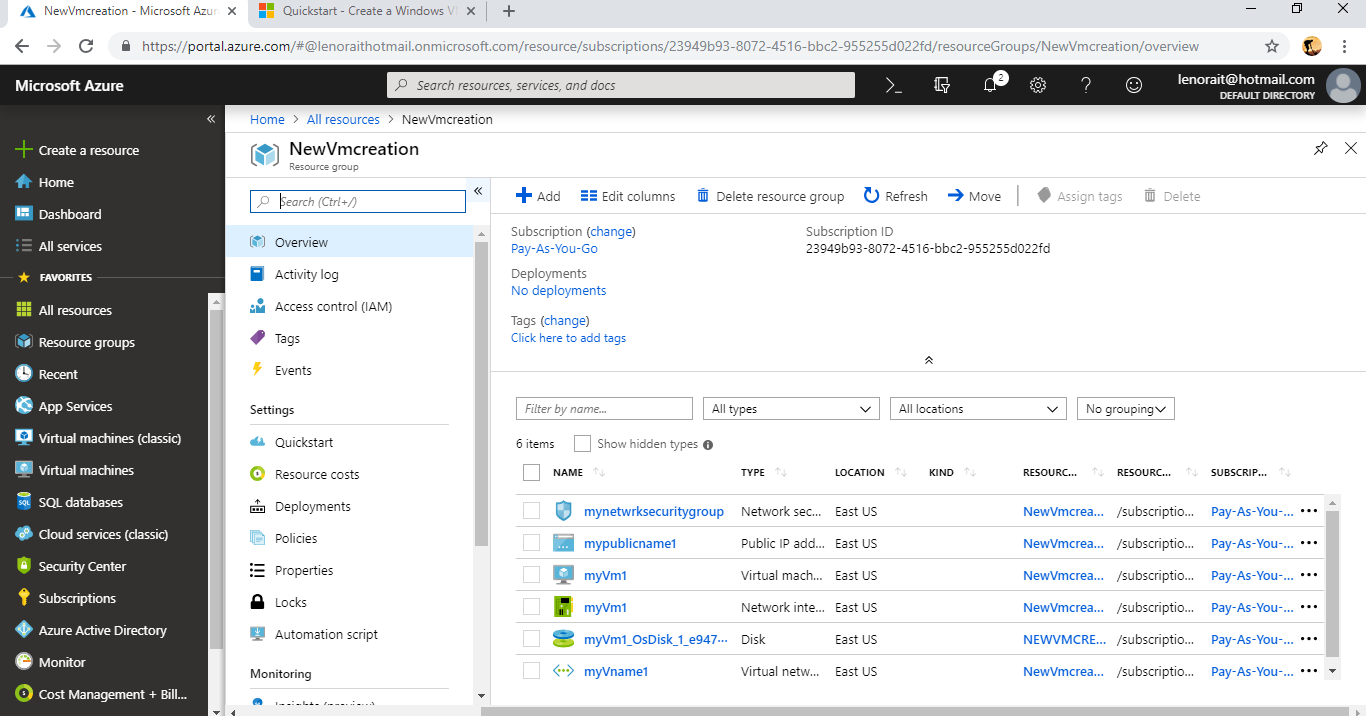 NewVmcreation - Microsoft Azur
Quickstart - Create a Windows VM
https://portal.azure.com/#@lenoraithotmail.onmicrosoft.com/resource/subscriptions/23949b93-8072-4516-bbc2-955255d022fd/resourceGroups/NewVmcreation/overview
Microsoft Azure
Search resources, services, and docs
2
lenorait@hotmail.com
DEFAULT DIRECTORY
Create a resource
Home
Dashboard
All services
FAVORITES
All resources
Resource groups
Recent
App Services
Virtual machines (classic)
Virtual machines
SQL databases
Cloud services (classic)
Security Center
Subscriptions
Azure Active Directory
Monitor
Cost Management + Bill...
Home > All resources > NewVmcreation
NewVmcreation
Resource group
Search (Ctrl+/)
Overview
Activity log
Access control (IAM)
Tags
Events
Settings
Quickstart
Resource costs
Deployments
Policies
Properties
Locks
Automation script
Monitoring
Insights (preview)
Add Edit columns Delete resource group Refresh Move Assign tags Delete
Subscription (change)
Pay-As-You-Go
Subscription ID
23949b93-8072-4516-bbc2-955255d022fd
Deployments
No deployments
Tags (change)
Click here to add tags
Filter by name... All types All locations No grouping
6 items Show hidden types
NAME TYPE LOCATION KIND RESOURC... RESOURC... SUBSCRIP...
mynetwrksecuritygroup Network sec... East US NewVmcrea... /subscriptio... Pay-As-You-...
mypublicname1 Public IP add... East US NewVmcrea... /subscriptio... Pay-As-You-...
myVm1 Virtual mach... East US NewVmcrea... /subscriptio... Pay-As-You-...
myVm1 Network inte... East US NewVmcrea... /subscriptio... Pay-As-You-...
myVm1_OsDisk_1_e947... Disk East US NEWVMCRE... /subscriptio... Pay-As-You-...
myVname1 Virtual netw... East US NewVmcrea... /subscriptio... Pay-As-You-...